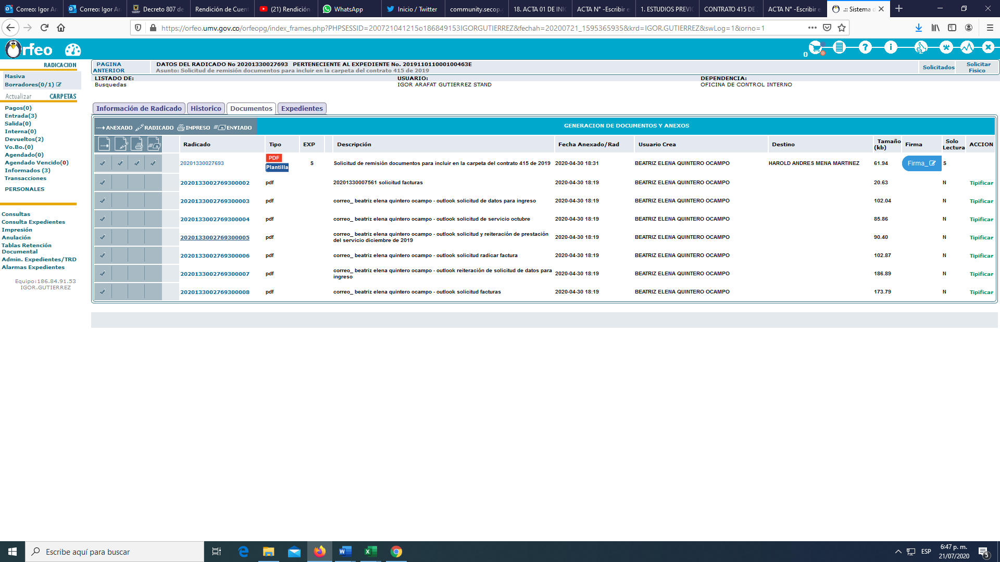 Correo: Igor Ar
Correo: Igor Ar
Decreto 807 de
Rendición de Cuen
(21) Rendición
WhatsApp
Inicio / Twitter
community.secop.g
18. ACTA 01 DE INI
ACTA N° -Escribir e
1. ESTUDIOS PREVI
CONTRATO 415 DE
ACTA N° -Escribir e
.:: Sistema d
https://orfeo.umv.gov.co/orfeopg/index_frames.php?PHPSESSID=200721041215o186849153IGORGUTIERREZ&fechah=20200721_1595365935&krd=IGOR.GUTIERREZ&swLog=1&orno=1
Orfeo
0
RADICACION
Masiva
Borradores(0/1)
Actualizar CARPETAS
Pagos(0)
Entrada(3)
Salida(0)
Interna(0)
Devueltos(2)
Vo.Bo.(0)
Agendado(0)
Agendado Vencido(0)
Informados (3)
Transacciones
PERSONALES
Consultas
Consulta Expedientes
Impresión
Anulación
Tablas Retención
Documental
Admin. Expedientes/TRD
Alarmas Expedientes
Equipo:186.84.91.53
IGOR.GUTIERREZ
PAGINA ANTERIOR
DATOS DEL RADICADO No 20201330027693 PERTENECIENTE AL EXPEDIENTE No. 201911011000100463E
Asunto: Solicitud de remisión documentos para incluir en la carpeta del contrato 415 de 2019
Solicitados
Solicitar Fisico
LISTADO DE: USUARIO: DEPENDENCIA:
Busquedas IGOR ARAFAT GUTIERREZ STAND OFICINA DE CONTROL INTERNO
Información de Radicado Historico Documentos Expedientes
ANEXADO RADICADO IMPRESO ENVIADO GENERACION DE DOCUMENTOS Y ANEXOS
Radicado Tipo EXP Descripción Fecha Anexado/Rad Usuario Crea Destino Tamaño (kb) Firma Solo Lectura ACCION
20201330027693 PDF Plantilla S Solicitud de remisión documentos para incluir en la carpeta del contrato 415 de 2019 2020-04-30 18:31 BEATRIZ ELENA QUINTERO OCAMPO HAROLD ANDRES MENA MARTINEZ 61.94 Firma_ S
2020133002769300002 pdf 20201330007561 solicitud facturas 2020-04-30 18:19 BEATRIZ ELENA QUINTERO OCAMPO 20.63 N Tipificar
2020133002769300003 pdf correo_ beatriz elena quintero ocampo - outlook solicitud de datos para ingreso 2020-04-30 18:19 BEATRIZ ELENA QUINTERO OCAMPO 102.04 N Tipificar
2020133002769300004 pdf correo_ beatriz elena quintero ocampo - outlook solicitud de servicio octubre 2020-04-30 18:19 BEATRIZ ELENA QUINTERO OCAMPO 85.86 N Tipificar
2020133002769300005 pdf correo_ beatriz elena quintero ocampo - outlook solicitud y reiteración de prestación del servicio diciembre de 2019 2020-04-30 18:19 BEATRIZ ELENA QUINTERO OCAMPO 90.40 N Tipificar
2020133002769300006 pdf correo_ beatriz elena quintero ocampo - outlook solicitud radicar factura 2020-04-30 18:19 BEATRIZ ELENA QUINTERO OCAMPO 102.87 N Tipificar
2020133002769300007 pdf correo_ beatriz elena quintero ocampo - outlook reiteración de solicitud de datos para ingreso 2020-04-30 18:19 BEATRIZ ELENA QUINTERO OCAMPO 186.89 N Tipificar
2020133002769300008 pdf correo_ beatriz elena quintero ocampo - outlook solicitud facturas 2020-04-30 18:19 BEATRIZ ELENA QUINTERO OCAMPO 173.79 N Tipificar
Escribe aquí para buscar
ESP
6:47 p. m.
21/07/2020
5